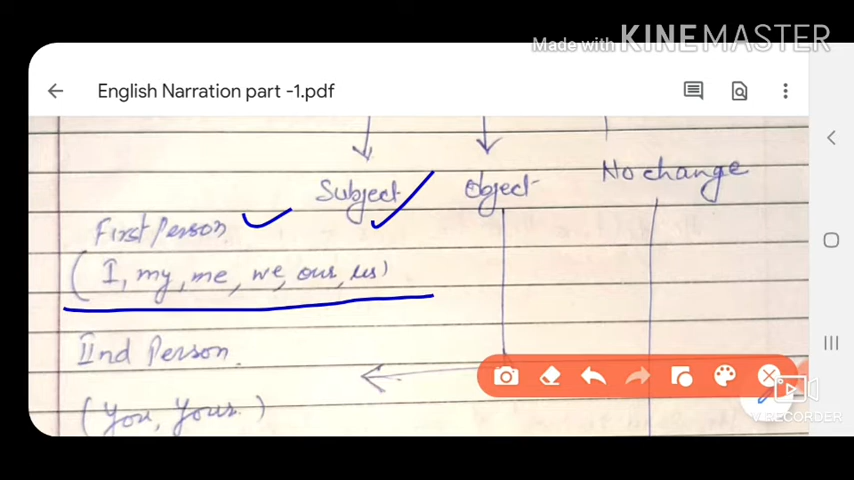 Made with KINEMASTER
English Narration part -1.pdf
Subject Object No change
First Person
(I, my, me, we, our, us)
IInd Person.
(You, Your.)
V RECORDER